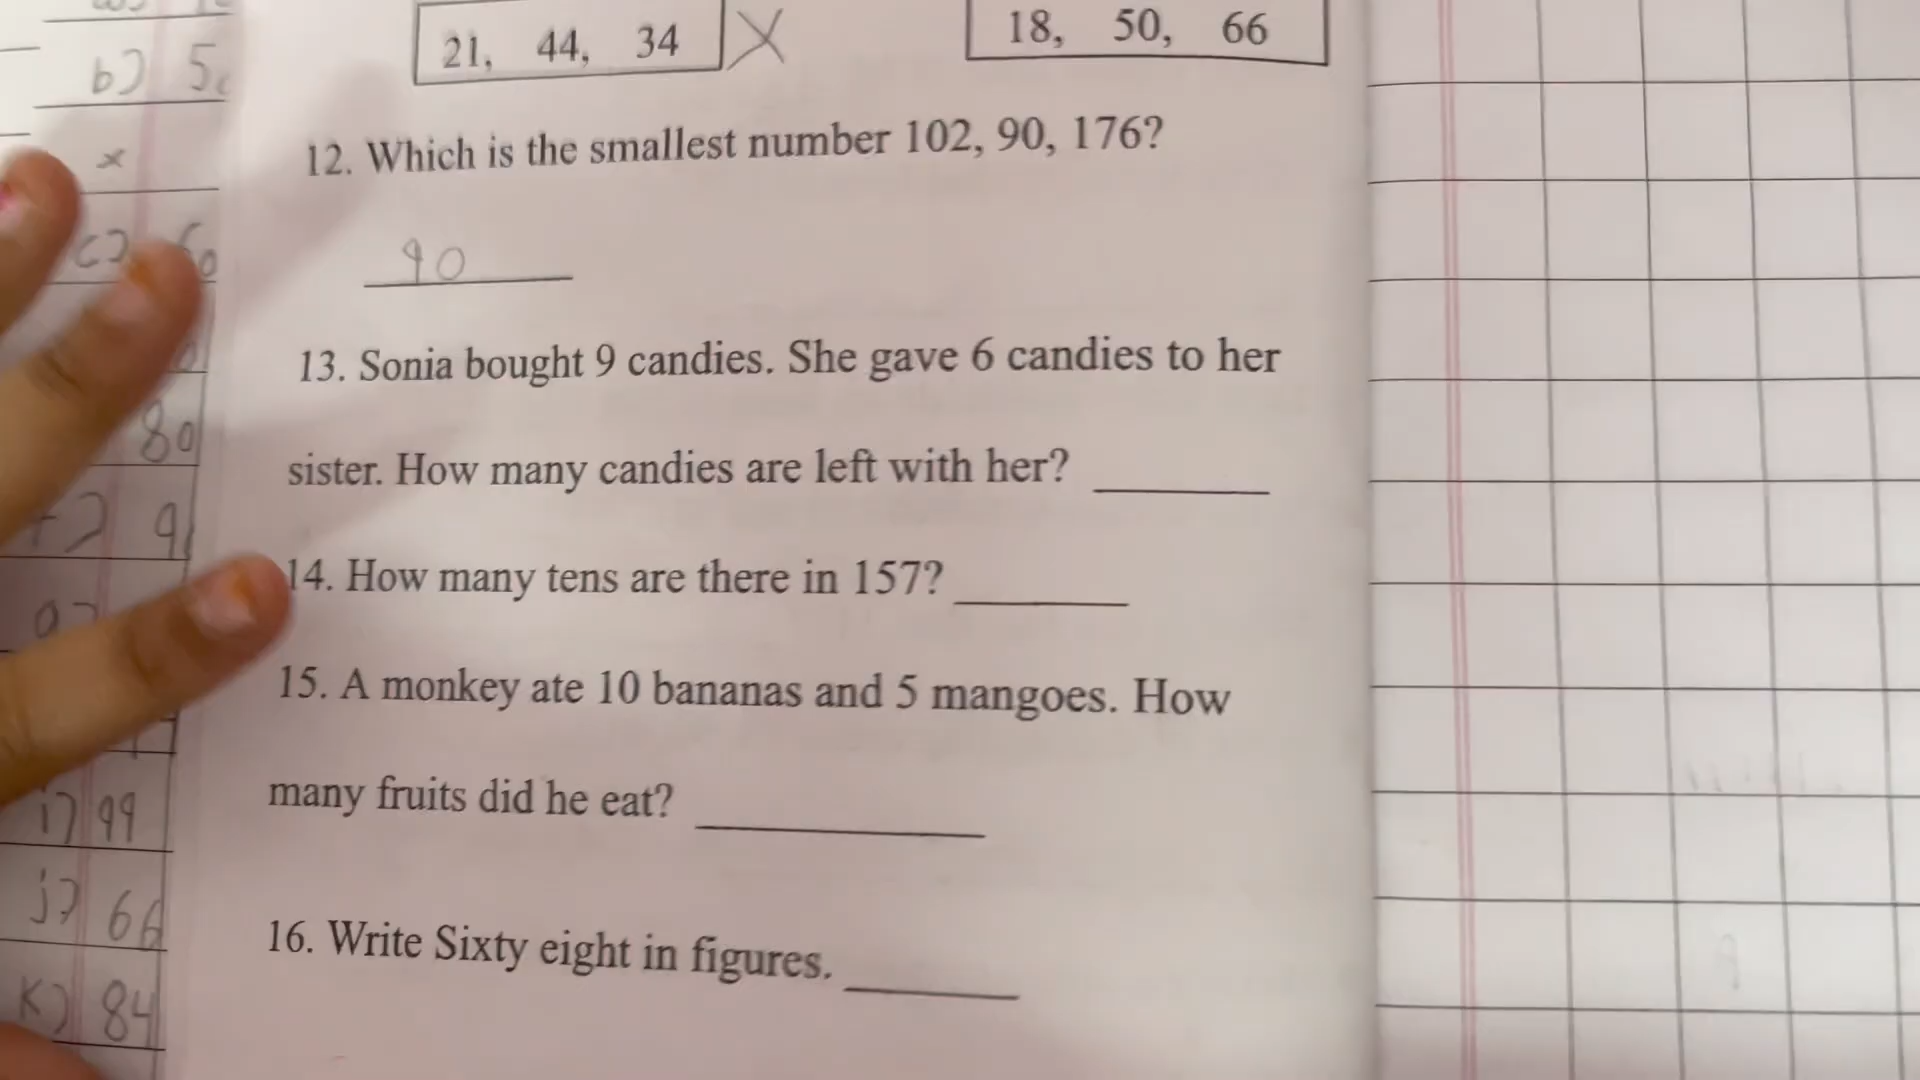 21, 44, 34
18, 50, 66
12. Which is the smallest number 102, 90, 176?
90
13. Sonia bought 9 candies. She gave 6 candies to her
sister. How many candies are left with her?
14. How many tens are there in 157?
15. A monkey ate 10 bananas and 5 mangoes. How
many fruits did he eat?
16. Write Sixty eight in figures.
b) 5
x
c) 60
80
9
i) 99
j) 66
k) 84